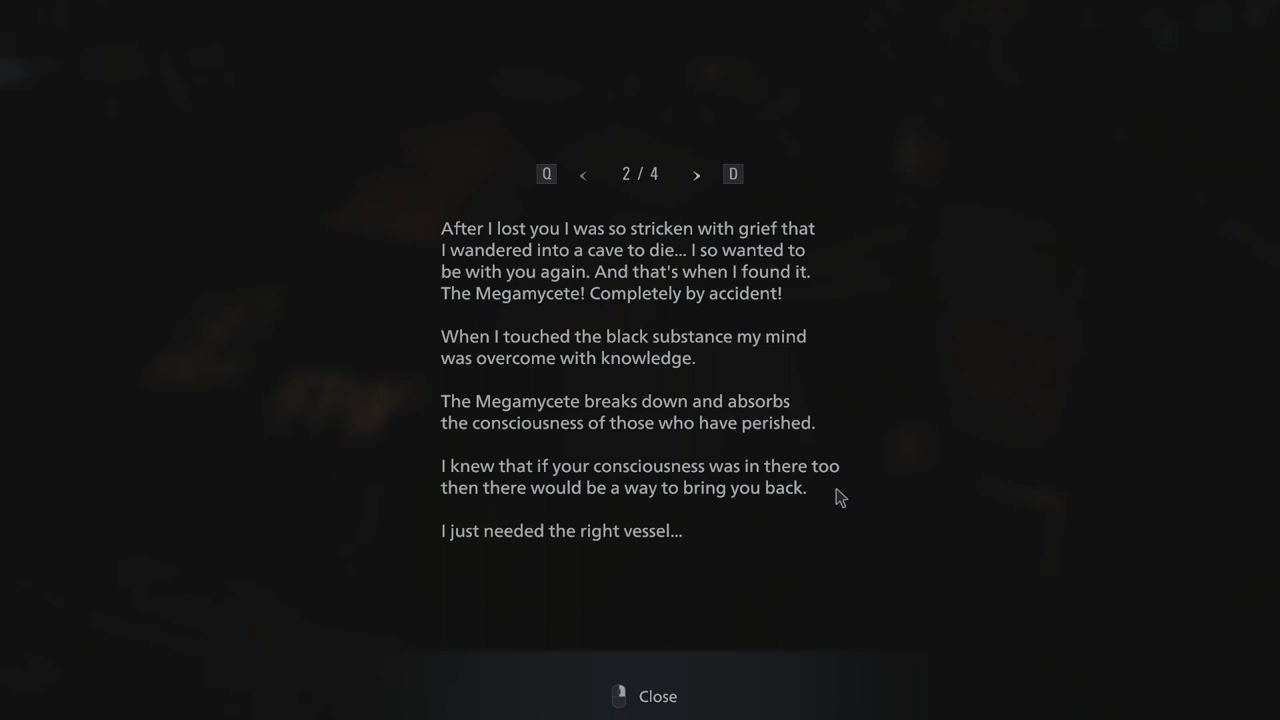 Q < 2 / 4 > D
After I lost you I was so stricken with grief that
I wandered into a cave to die... I so wanted to
be with you again. And that's when I found it.
The Megamycete! Completely by accident!
When I touched the black substance my mind
was overcome with knowledge.
The Megamycete breaks down and absorbs
the consciousness of those who have perished.
I knew that if your consciousness was in there too
then there would be a way to bring you back.
I just needed the right vessel...
Close